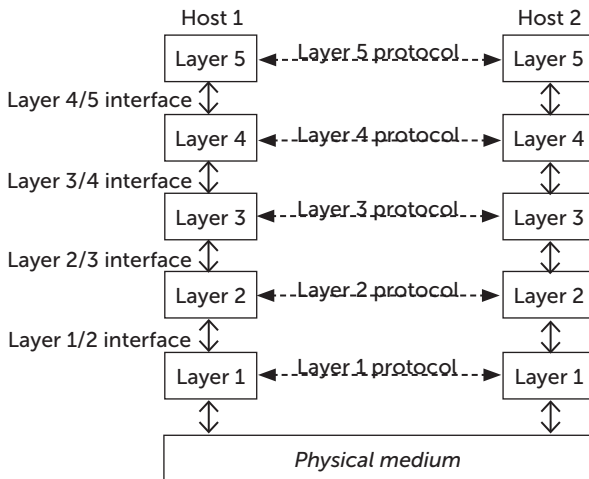 Host 1
Host 2
Layer 5
Layer 5 protocol
Layer 5
Layer 4/5 interface
Layer 4
Layer 4 protocol
Layer 4
Layer 3/4 interface
Layer 3
Layer 3 protocol
Layer 3
Layer 2/3 interface
Layer 2
Layer 2 protocol
Layer 2
Layer 1/2 interface
Layer 1
Layer 1 protocol
Layer 1
Physical medium